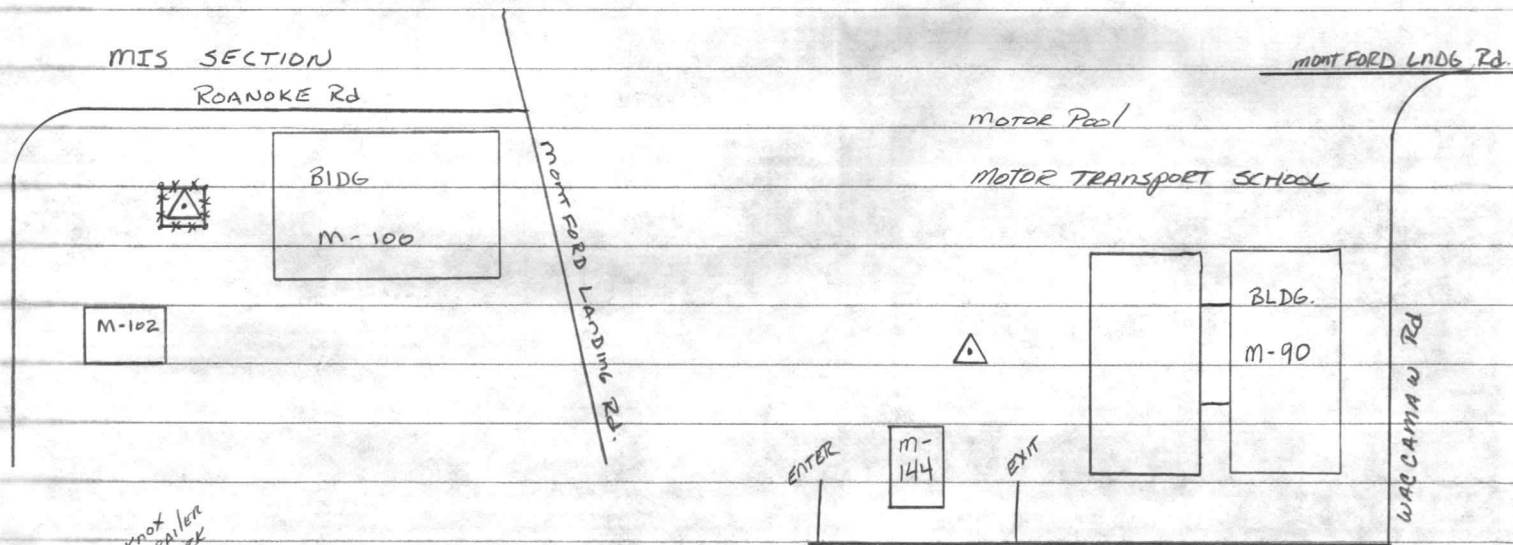 MIS SECTION
ROANOKE Rd
BlDG
M-100
M-102
MONTFORD LANDING Rd.
montFORD LNDG Rd.
MOTOR Pool
MOTOR TRANSPORT SCHOOL
BLDG.
M-90
WACCAMAW Rd
ENTER
m-
144
EXIT